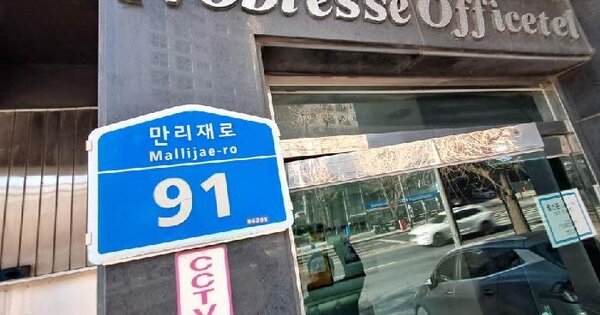 Noblesse Officetel
만리재로
Mallijae-ro
91
CCTV